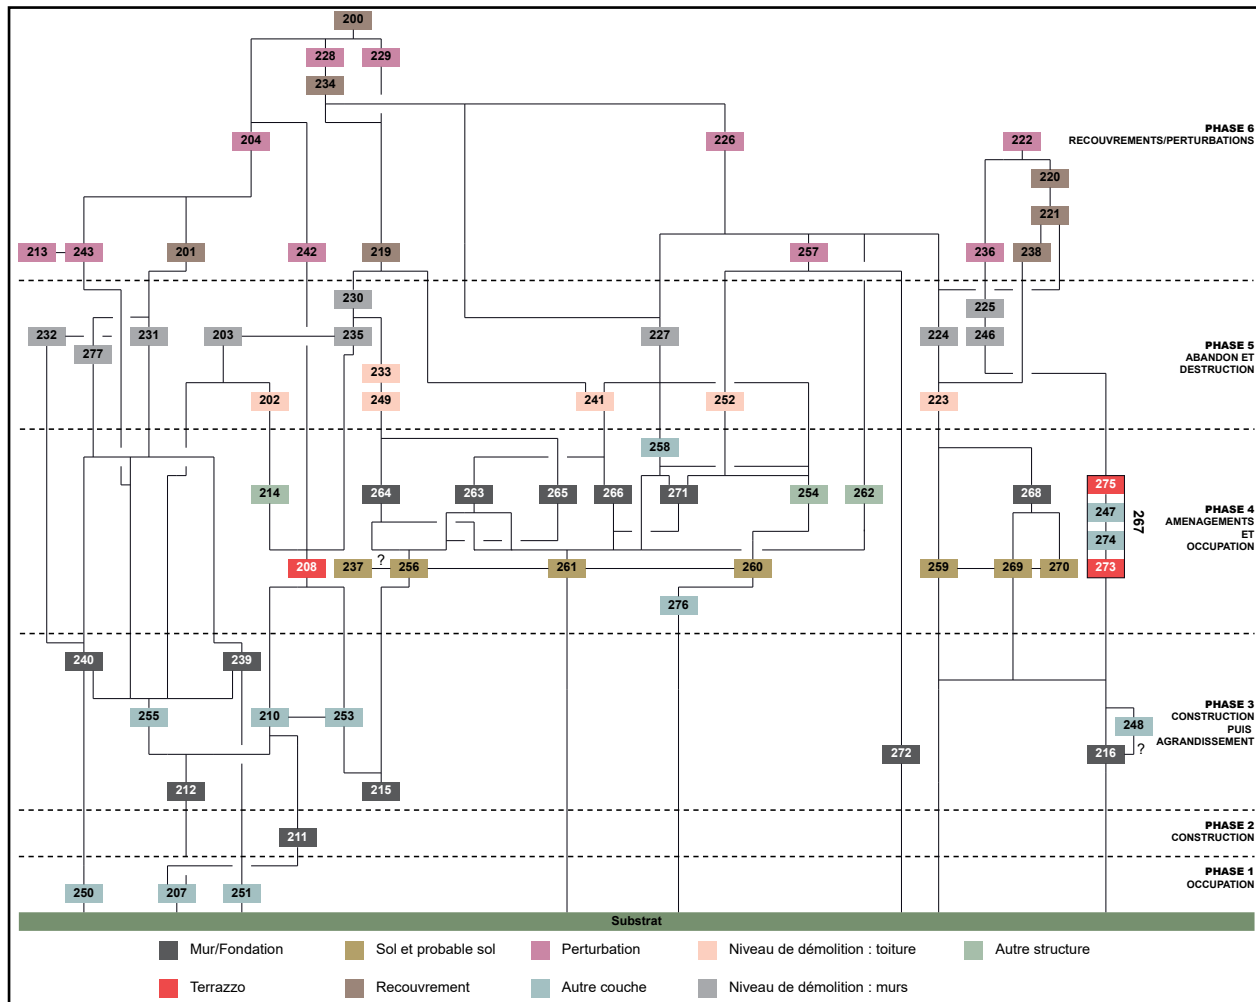 200
228 229
234
204 226 222
PHASE 6
RECOUVREMENTS/PERTURBATIONS
220
221
213 243 201 242 219 257 236 238
230 225
232 277 231 203 235 227 224 246
PHASE 5
ABANDON ET
DESTRUCTION
233
202 249 241 252 223
258
214 264 263 265 266 271 254 262 268 275
247
274
267
PHASE 4
AMENAGEMENTS
ET
OCCUPATION
?
208 237 256 261 260 259 269 270 273
276
240 239
255 210 253 248
PHASE 3
CONSTRUCTION
PUIS
AGRANDISSEMENT
272 216 ?
212 215
211
PHASE 2
CONSTRUCTION
PHASE 1
OCCUPATION
250 207 251
Substrat
Mur/Fondation Sol et probable sol Perturbation Niveau de démolition : toiture Autre structure
Terrazzo Recouvrement Autre couche Niveau de démolition : murs